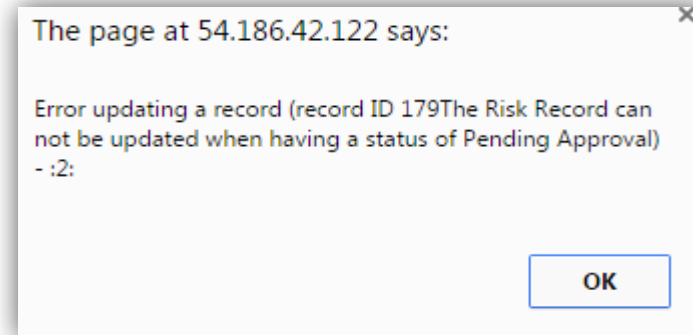 The page at 54.186.42.122 says:
Error updating a record (record ID 179The Risk Record can
not be updated when having a status of Pending Approval)
- :2:
OK